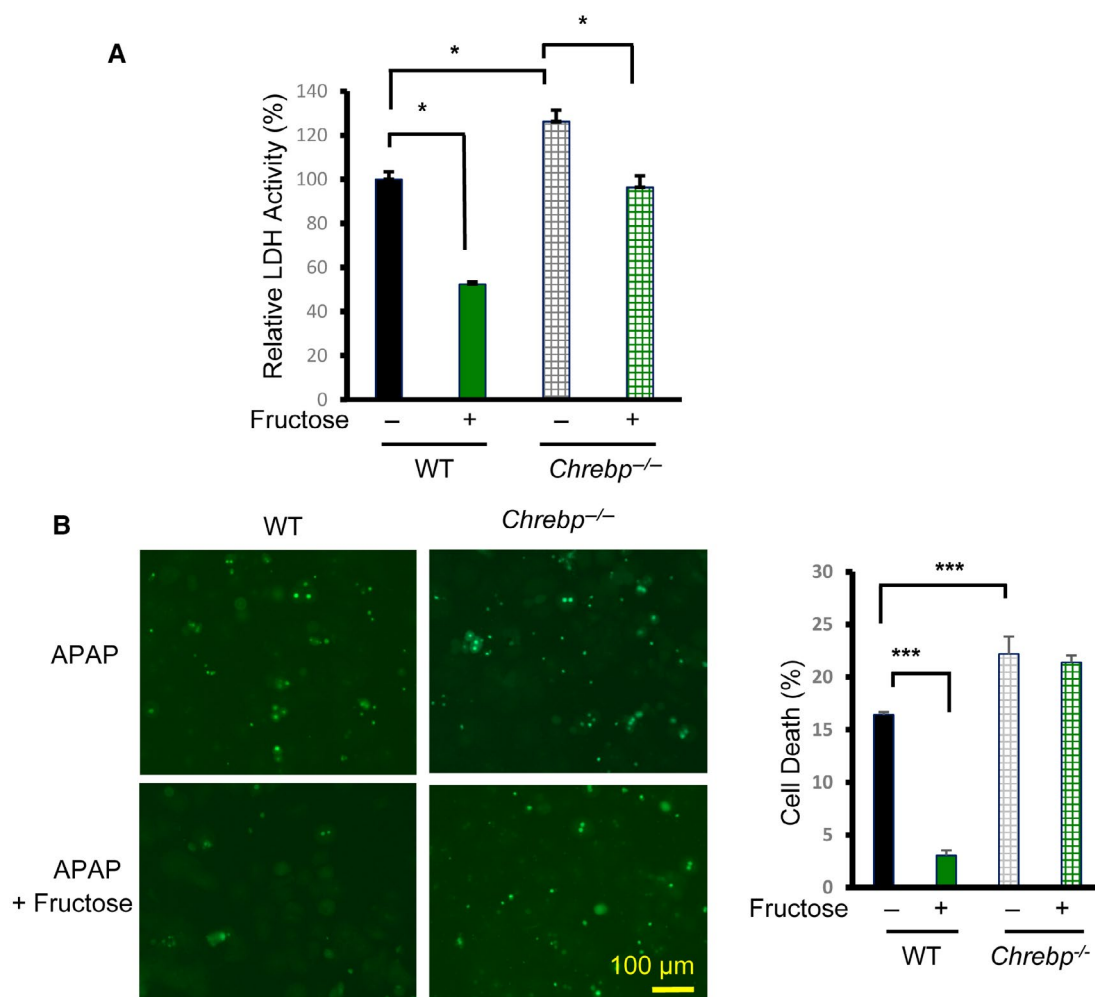 A
* *
*
Relative LDH Activity (%)
140
120
100
80
60
40
20
0
Fructose – + – +
WT Chrebp–/–
B
WT Chrebp–/–
APAP
APAP
+ Fructose
100 µm
***
***
Cell Death (%)
30
25
20
15
10
5
0
Fructose – + – +
WT Chrebp-/-